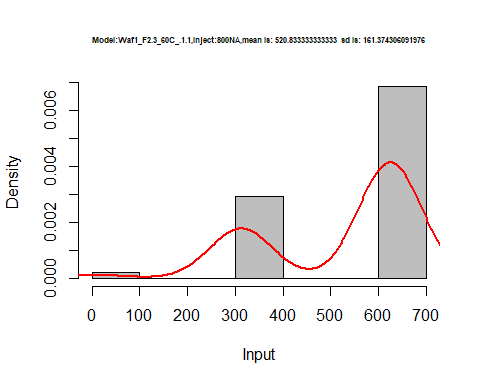 Model:Waf1_F2.3_60C_.1.1,inject:800NA,mean is: 520.833333333333 sd is: 161.374306091976
Density
0.000 0.002 0.004 0.006
0 100 200 300 400 500 600 700
Input